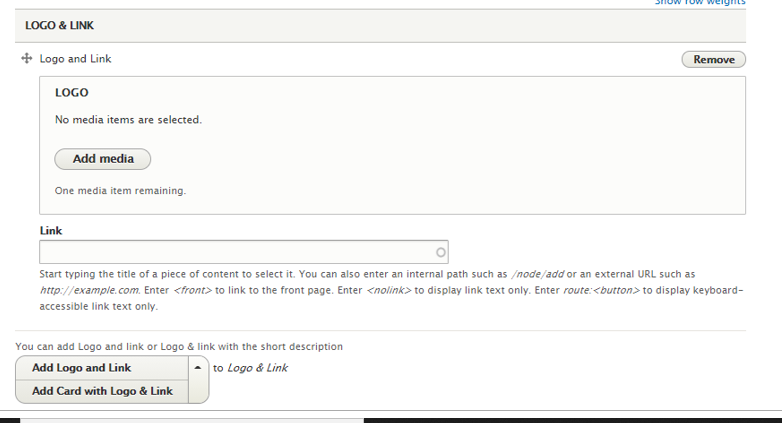 Show row weights
LOGO & LINK
Logo and Link
Remove
LOGO
No media items are selected.
Add media
One media item remaining.
Link
Start typing the title of a piece of content to select it. You can also enter an internal path such as /node/add or an external URL such as
http://example.com. Enter <front> to link to the front page. Enter <nolink> to display link text only. Enter route:<button> to display keyboard-
accessible link text only.
You can add Logo and link or Logo & link with the short description
Add Logo and Link to Logo & Link
Add Card with Logo & Link